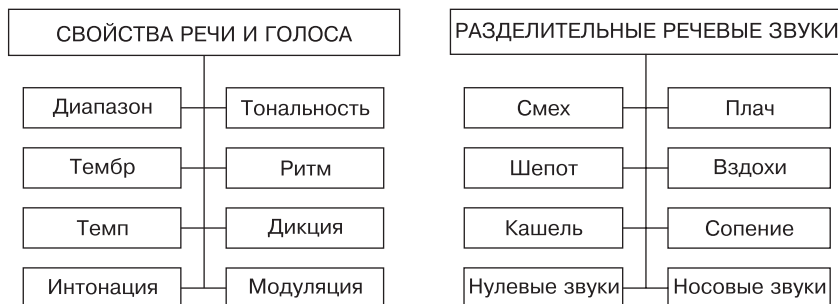 СВОЙСТВА РЕЧИ И ГОЛОСА
Диапазон Тональность
Тембр Ритм
Темп Дикция
Интонация Модуляция
РАЗДЕЛИТЕЛЬНЫЕ РЕЧЕВЫЕ ЗВУКИ
Смех Плач
Шепот Вздохи
Кашель Сопение
Нулевые звуки Носовые звуки